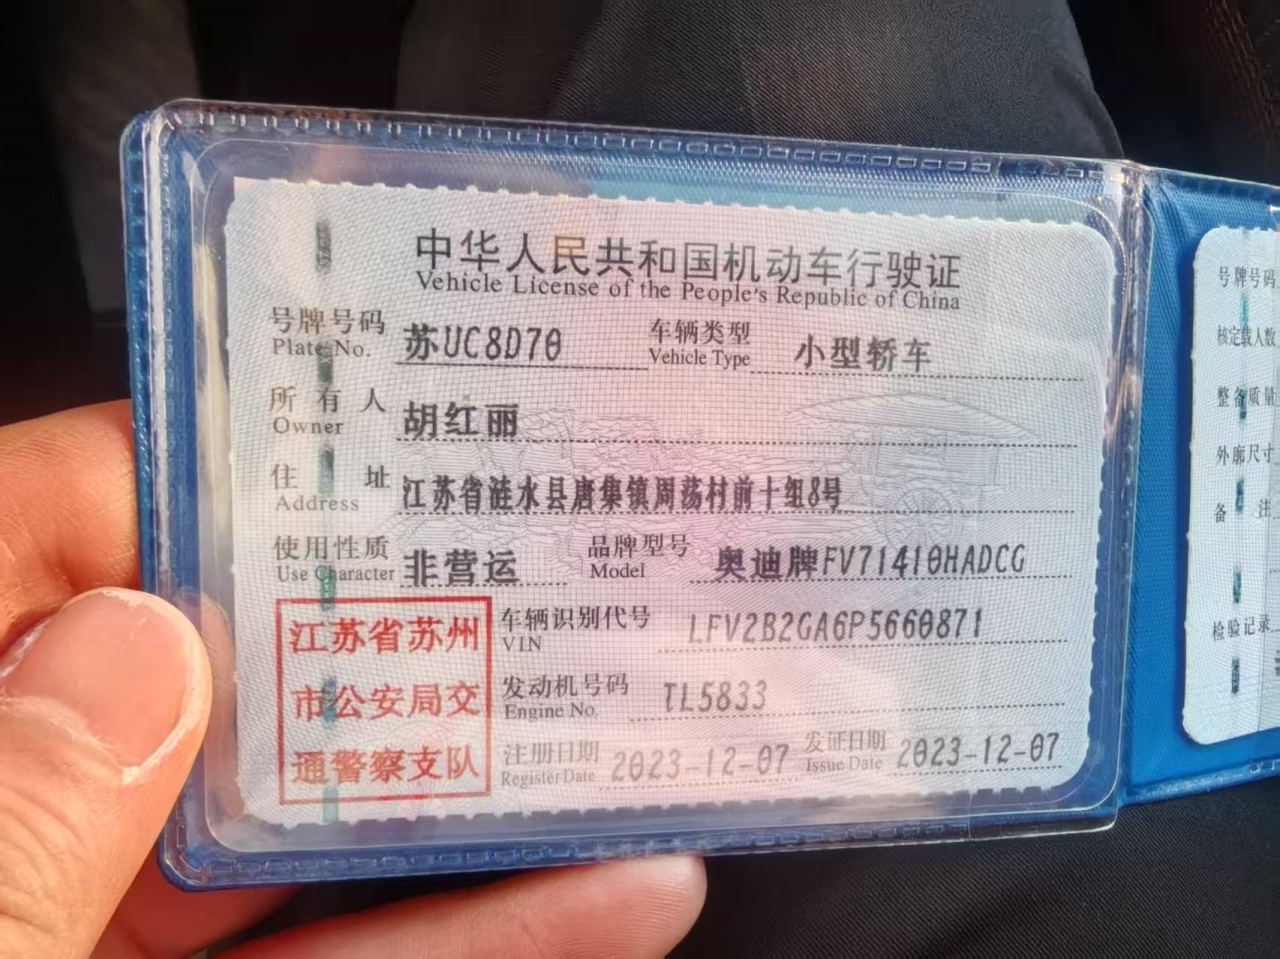 中华人民共和国机动车行驶证
Vehicle License of the People's Republic of China
号牌号码 苏UC8D70 车辆类型 小型轿车
Plate No. Vehicle Type
所有人 胡红丽
Owner
住址 江苏省涟水县唐集镇周荡村前十组8号
Address
使用性质 非营运 品牌型号 奥迪牌FV71410HADCG
Use Character Model
江苏省苏州
市公安局交
通警察支队
车辆识别代号 LFV2B2GA6P5660871
VIN
发动机号码 TL5833
Engine No.
注册日期 2023-12-07 发证日期 2023-12-07
Register Date Issue Date
号牌号码
核定载人数
整备质量
外廓尺寸
备注
检验记录